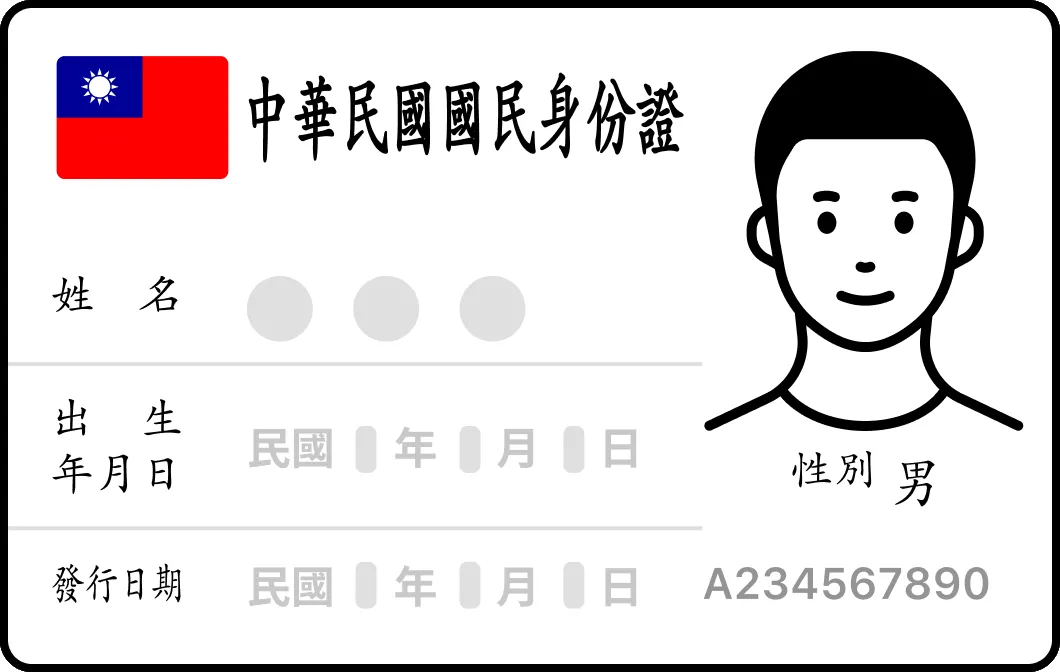 中華民國國民身份證
姓 名
出 生
年月日
民國 年 月 日
性別 男
發行日期
民國 年 月 日
A234567890